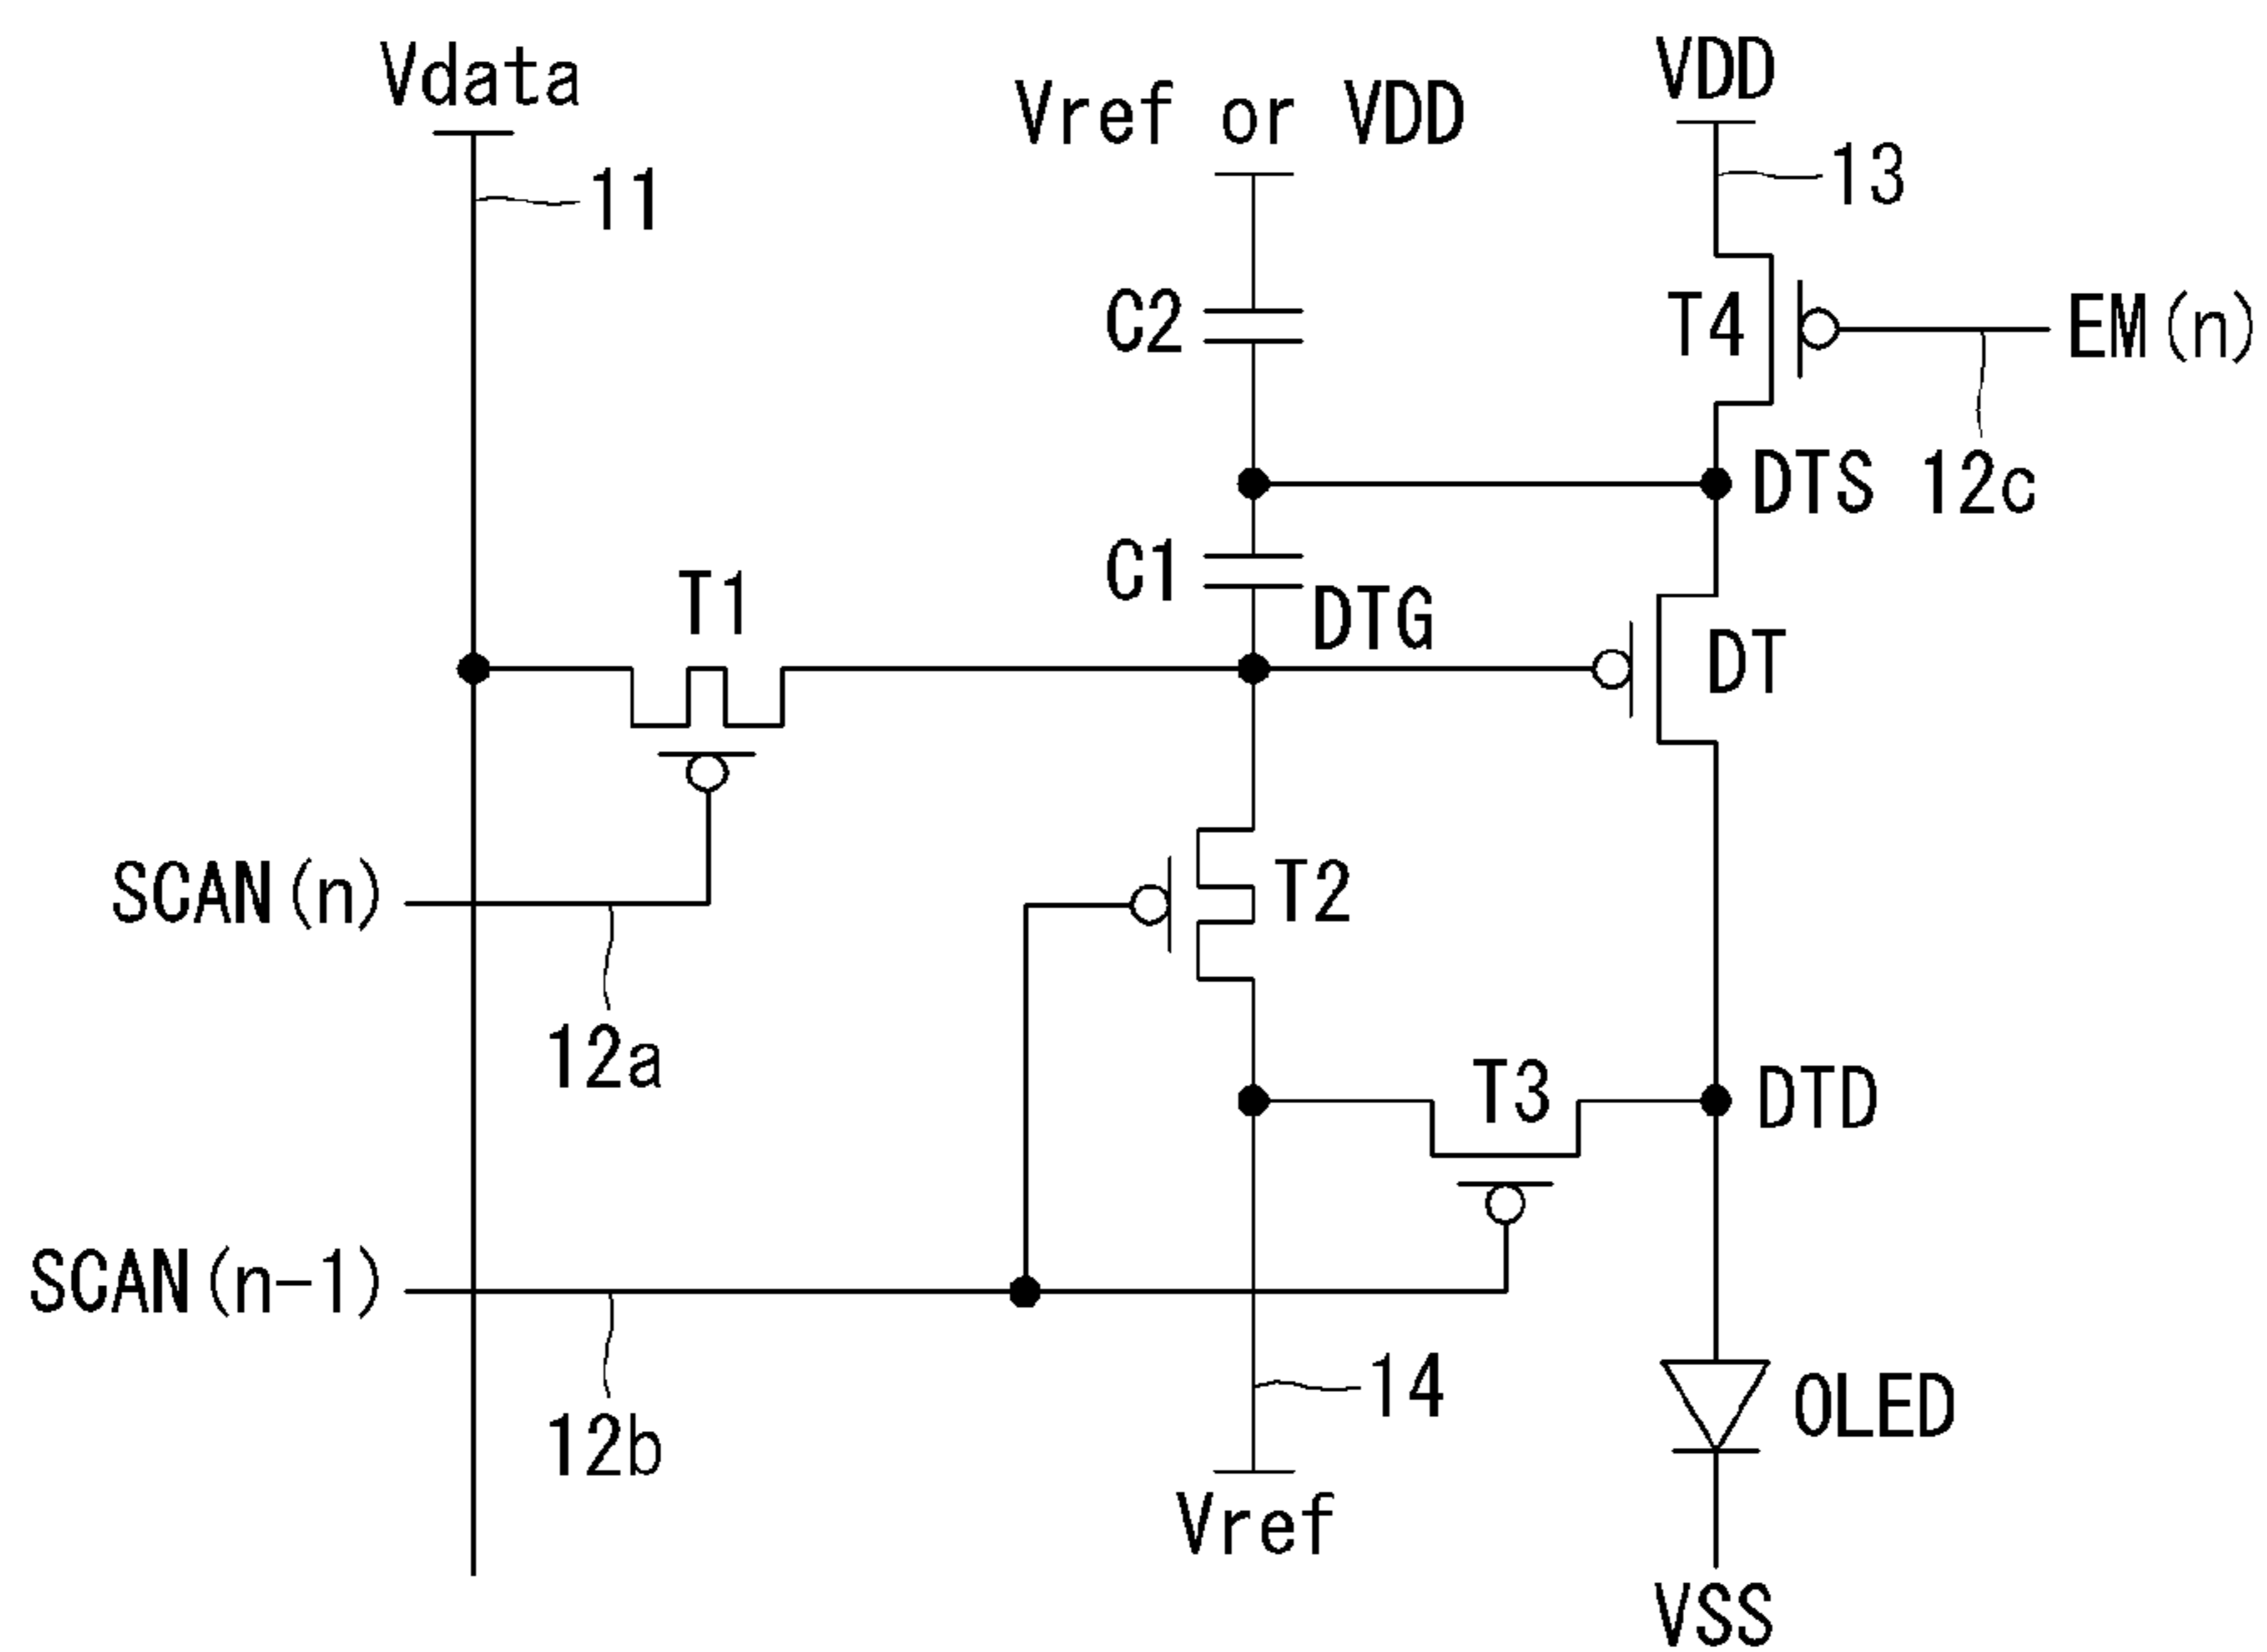 Vdata
Vref or VDD
VDD
11
13
C2
T4
EM(n)
DTS
12c
C1
T1
DTG
DT
SCAN(n)
T2
12a
T3
DTD
SCAN(n-1)
14
OLED
12b
Vref
VSS